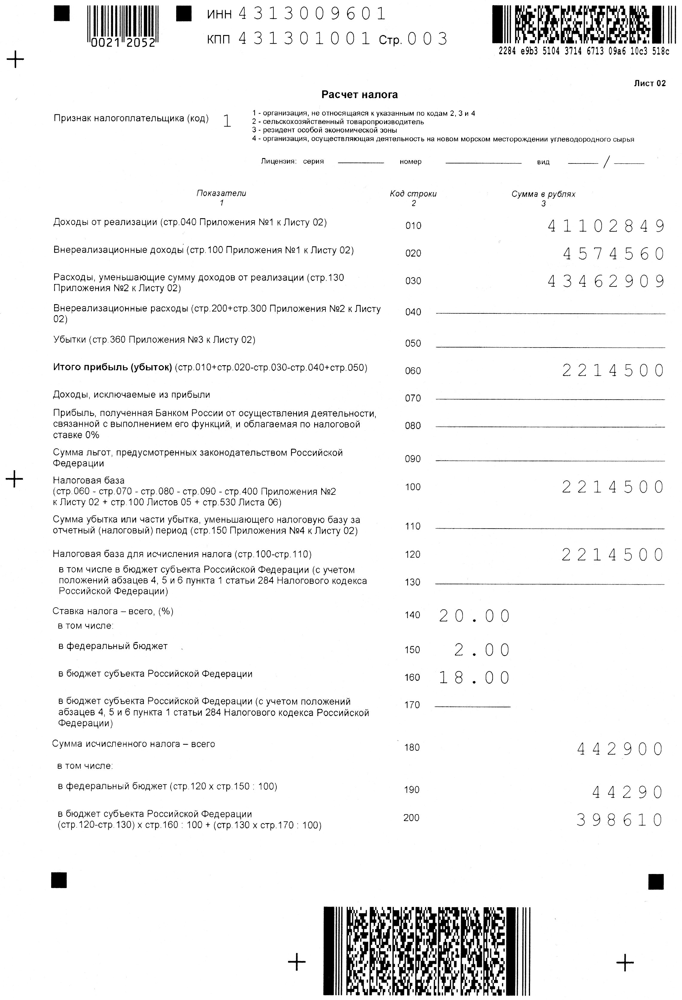 ИНН 4313009601
0021 2052
КПП 431301001 Стр. 003
2284 e9b3 5104 3714 6713 09a6 10c3 518c
Лист 02
Расчет налога
Признак налогоплательщика (код) 1
1 - организация, не относящаяся к указанным по кодам 2, 3 и 4
2 - сельскохозяйственный товаропроизводитель
3 - резидент особой экономической зоны
4 - организация, осуществляющая деятельность на новом морском месторождении углеводородного сырья
Лицензия: серия номер вид /
Показатели Код строки Сумма в рублях
1 2 3
Доходы от реализации (стр.040 Приложения №1 к Листу 02) 010 41102849
Внереализационные доходы (стр.100 Приложения №1 к Листу 02) 020 4574560
Расходы, уменьшающие сумму доходов от реализации (стр.130 030 43462909
Приложения №2 к Листу 02)
Внереализационные расходы (стр.200+стр.300 Приложения №2 к Листу 040
02)
Убытки (стр.360 Приложения №3 к Листу 02) 050
Итого прибыль (убыток) (стр.010+стр.020-стр.030-стр.040+стр.050) 060 2214500
Доходы, исключаемые из прибыли 070
Прибыль, полученная Банком России от осуществления деятельности,
связанной с выполнением его функций, и облагаемая по налоговой 080
ставке 0%
Сумма льгот, предусмотренных законодательством Российской 090
Федерации
Налоговая база 100 2214500
(стр.060 - стр.070 - стр.080 - стр.090 - стр.400 Приложения №2
к Листу 02 + стр.100 Листов 05 + стр.530 Листа 06)
Сумма убытка или части убытка, уменьшающего налоговую базу за 110
отчетный (налоговый) период (стр.150 Приложения №4 к Листу 02)
Налоговая база для исчисления налога (стр.100-стр.110) 120 2214500
в том числе в бюджет субъекта Российской Федерации (с учетом
положений абзацев 4, 5 и 6 пункта 1 статьи 284 Налогового кодекса 130
Российской Федерации)
Ставка налога – всего, (%) 140 20.00
в том числе:
в федеральный бюджет 150 2.00
в бюджет субъекта Российской Федерации 160 18.00
в бюджет субъекта Российской Федерации (с учетом положений 170
абзацев 4, 5 и 6 пункта 1 статьи 284 Налогового кодекса Российской
Федерации)
Сумма исчисленного налога – всего 180 442900
в том числе:
в федеральный бюджет (стр.120 х стр.150 : 100) 190 44290
в бюджет субъекта Российской Федерации 200 398610
(стр.120-стр.130) х стр.160 : 100 + (стр.130 х стр.170 : 100)